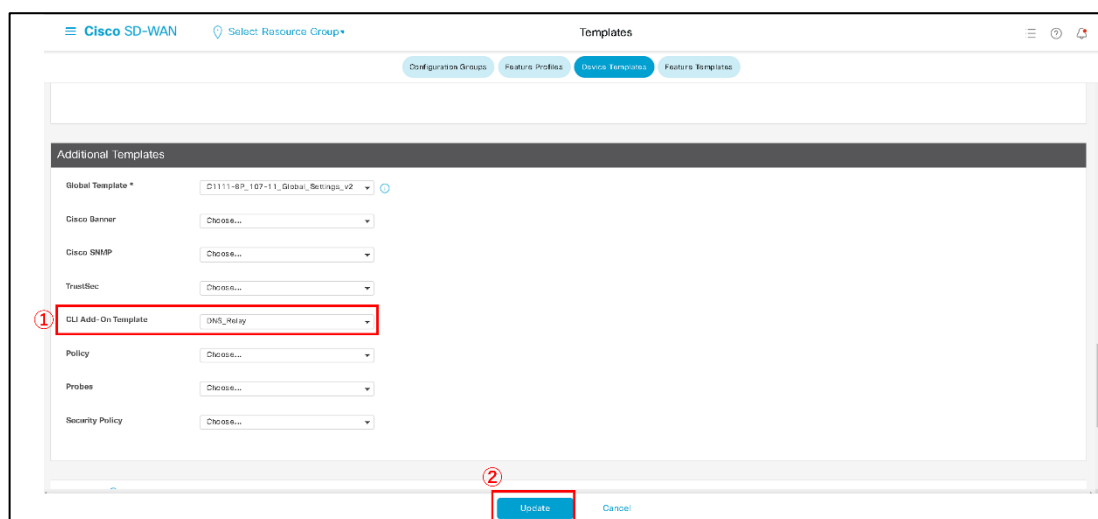 Cisco SD-WAN
Select Resource Group
Templates
Configuration Groups
Feature Profiles
Device Templates
Feature Templates
Additional Templates
Global Template *
C1111-8P_107-11_Global_Settings_v2
Cisco Banner
Choose...
Cisco SNMP
Choose...
TrustSec
Choose...
① CLI Add-On Template
DNS_Relay
Policy
Choose...
Probes
Choose...
Security Policy
Choose...
②
Update
Cancel